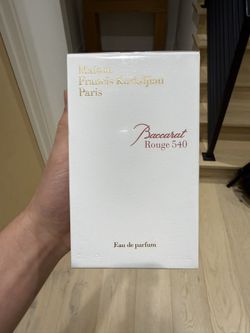 Maison
Francis Kurkdjian
Paris
Baccarat
Rouge 540
Eau de parfum